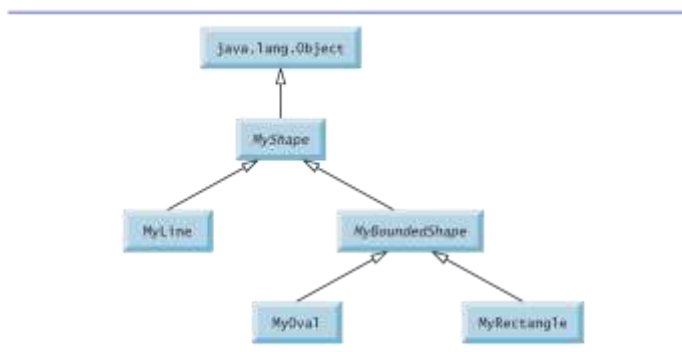 java.lang.Object
MyShape
MyLine
MyBoundedShape
MyOval
MyRectangle